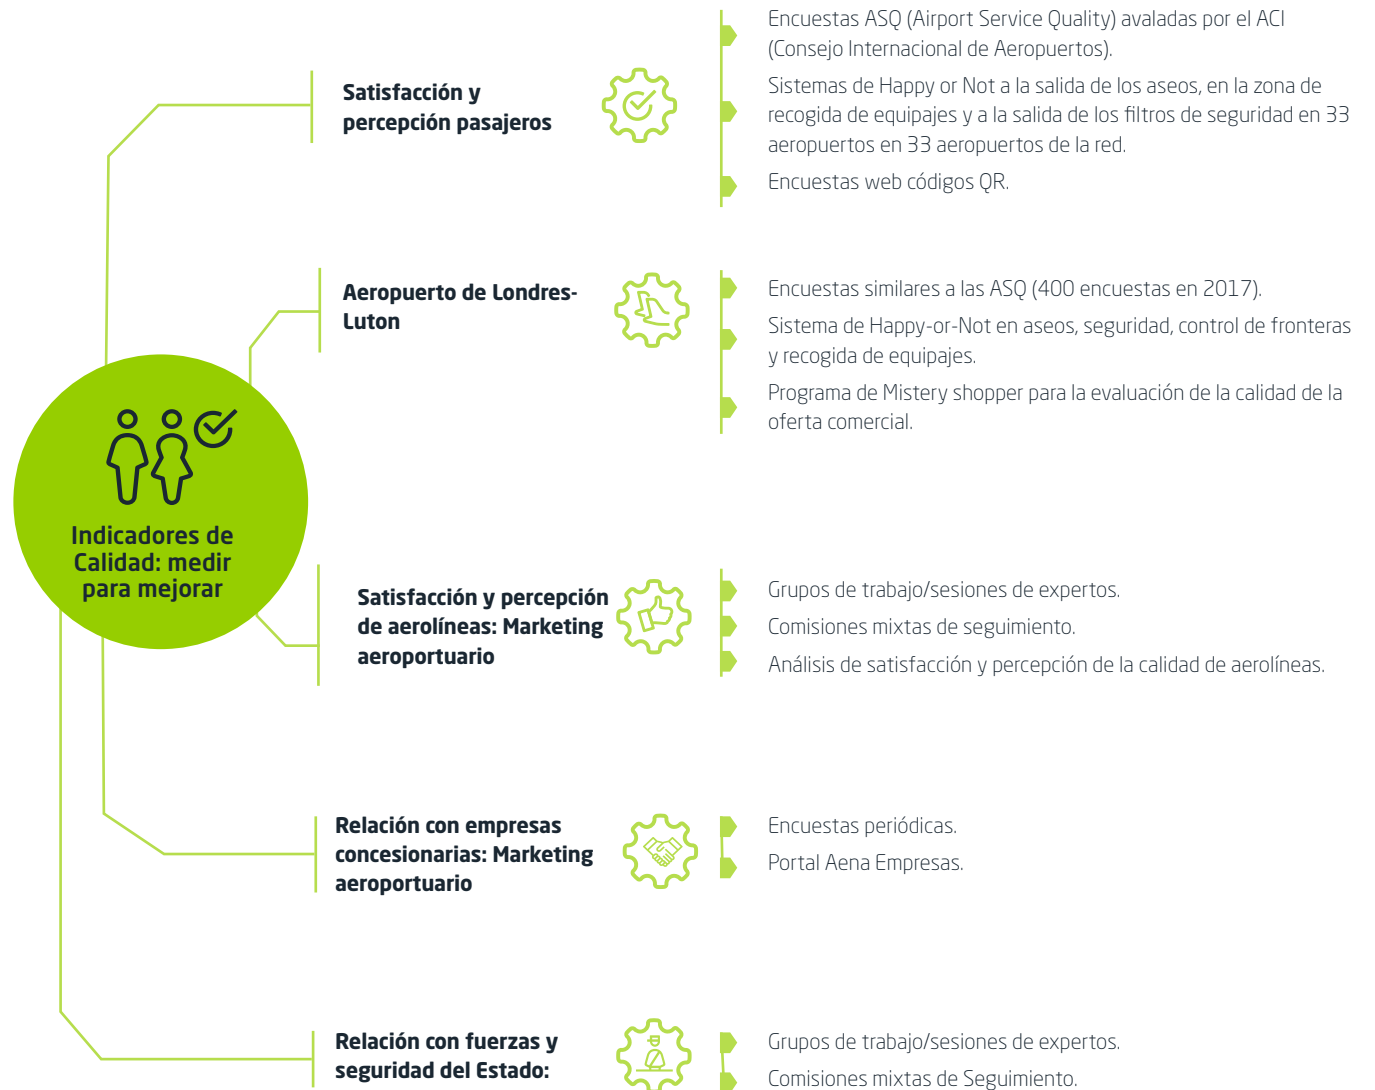 Encuestas ASQ (Airport Service Quality) avaladas por el ACI
(Consejo Internacional de Aeropuertos).
Satisfacción y
percepción pasajeros
Sistemas de Happy or Not a la salida de los aseos, en la zona de
recogida de equipajes y a la salida de los filtros de seguridad en 33
aeropuertos en 33 aeropuertos de la red.
Encuestas web códigos QR.
Aeropuerto de Londres-
Luton
Encuestas similares a las ASQ (400 encuestas en 2017).
Sistema de Happy-or-Not en aseos, seguridad, control de fronteras
y recogida de equipajes.
Programa de Mistery shopper para la evaluación de la calidad de la
oferta comercial.
Indicadores de
Calidad: medir
para mejorar
Satisfacción y percepción
de aerolíneas: Marketing
aeroportuario
Grupos de trabajo/sesiones de expertos.
Comisiones mixtas de seguimiento.
Análisis de satisfacción y percepción de la calidad de aerolíneas.
Relación con empresas
concesionarias: Marketing
aeroportuario
Encuestas periódicas.
Portal Aena Empresas.
Relación con fuerzas y
seguridad del Estado:
Grupos de trabajo/sesiones de expertos.
Comisiones mixtas de Seguimiento.